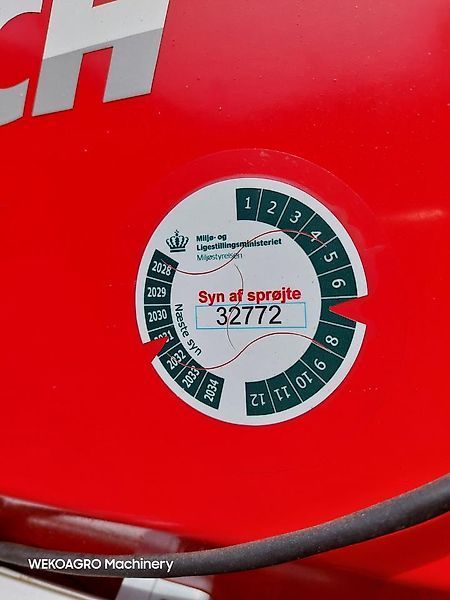 CH
Miljø- og
Ligestillingsministeriet
Miljøstyrelsen
Syn af sprøjte
32772
Næste syn
1
2
3
4
5
6
8
9
10
11
12
2028
2029
2030
2032
2033
2034
WEKOAGRO Machinery